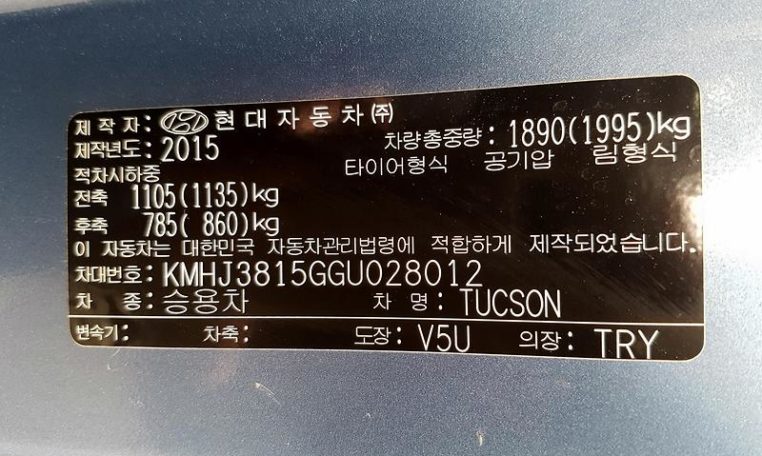 제 작 자: 현대자동차㈜
제작년도: 2015
차량총중량: 1890(1995)kg
적차시하중
타이어형식 공기압 림형식
전축 1105(1135)kg
후축 785( 860)kg
이 자동차는 대한민국 자동차관리법령에 적합하게 제작되었습니다.
차대번호: KMHJ3815GGU028012
차 종: 승용차 차 명: TUCSON
변속기: 차축: 도장: V5U 의장: TRY